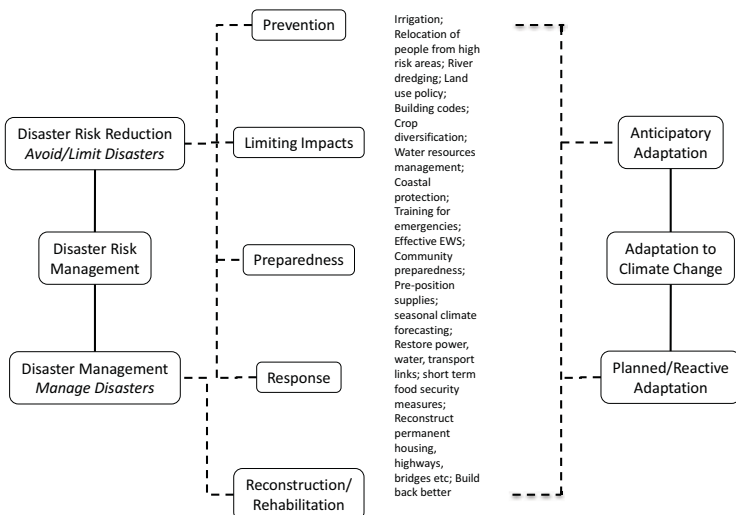 Prevention
Irrigation;
Relocation of
people from high
risk areas; River
dredging; Land
use policy;
Building codes;
Crop
diversification;
Water resources
management;
Coastal
protection;
Training for
emergencies;
Effective EWS;
Community
preparedness;
Pre-position
supplies;
seasonal climate
forecasting;
Restore power,
water, transport
links; short term
food security
measures;
Reconstruct
permanent
housing,
highways,
bridges etc; Build
back better
Disaster Risk Reduction
Avoid/Limit Disasters
Limiting Impacts
Anticipatory
Adaptation
Disaster Risk
Management
Preparedness
Adaptation to
Climate Change
Disaster Management
Manage Disasters
Response
Planned/Reactive
Adaptation
Reconstruction/
Rehabilitation